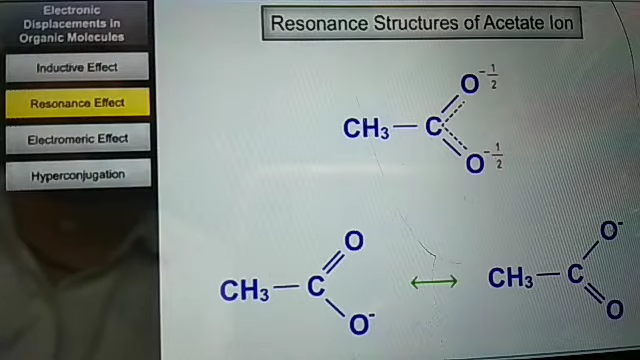 Electronic
Displacements In
Organic Molecules
Inductive Effect
Resonance Effect
Electromeric Effect
Hyperconjugation
Resonance Structures of Acetate Ion
O-1/2
CH3—C
O-1/2
O
CH3—C
O-
↔
O-
CH3—C
O